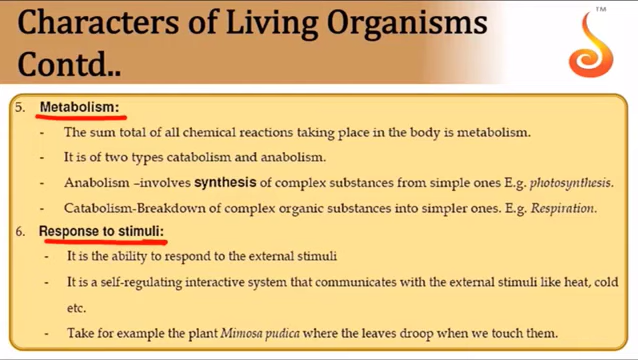 Characters of Living Organisms
Contd..
TM
5. Metabolism:
- The sum total of all chemical reactions taking place in the body is metabolism.
- It is of two types catabolism and anabolism.
- Anabolism –involves synthesis of complex substances from simple ones E.g. photosynthesis.
- Catabolism-Breakdown of complex organic substances into simpler ones. E.g. Respiration.
6. Response to stimuli:
- It is the ability to respond to the external stimuli
- It is a self-regulating interactive system that communicates with the external stimuli like heat, cold
etc.
- Take for example the plant Mimosa pudica where the leaves droop when we touch them.